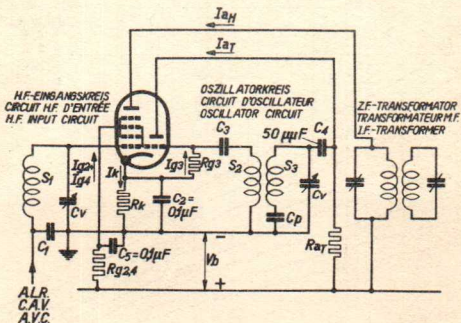 IaH
IaT
H.F.-EINGANGSKREIS
CIRCUIT H.F. D'ENTRÉE
H.F. INPUT CIRCUIT
OSZILLATORKREIS
CIRCUIT D'OSCILLATEUR
OSCILLATOR CIRCUIT
Z.F.-TRANSFORMATOR
TRANSFORMATEUR M.F.
I.F.-TRANSFORMER
C3
50 µµF
C4
S1
Ig2+
Ig4
Cv
Ik
Ig3
Rg3
S2
S3
Cv
Rk
C2=
0,1µF
Cp
C1
C5=0,1µF
Rg2,4
Vb
−
+
RaT
A.L.R.
C.A.V.
A.V.C.